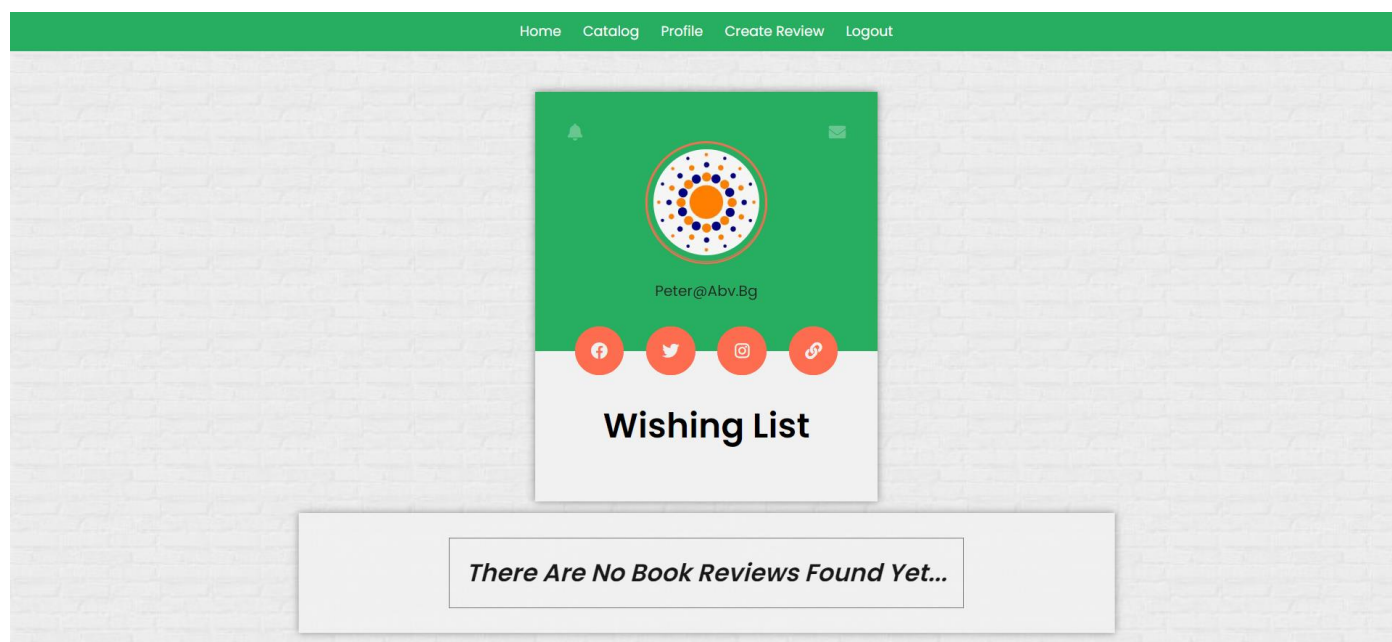 Home Catalog Profile Create Review Logout
Peter@Abv.Bg
Wishing List
There Are No Book Reviews Found Yet...